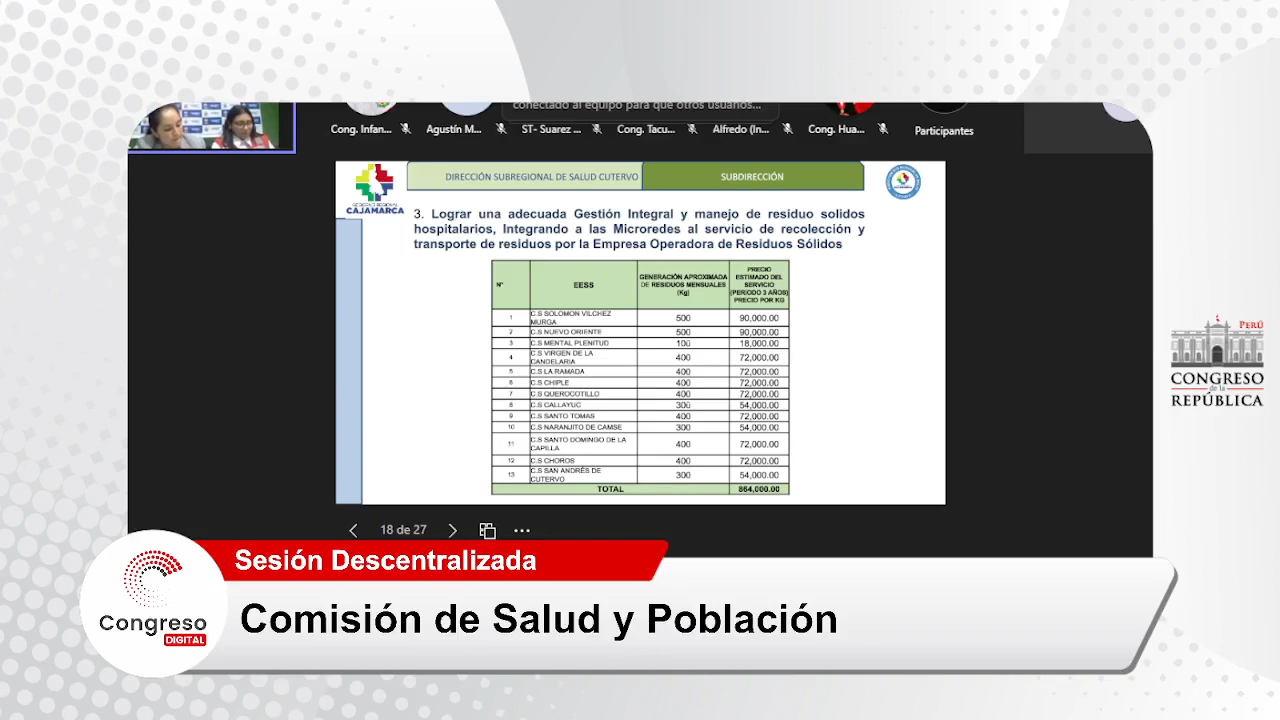 conectado al equipo para que otros usuarios...
Cong. Infan...
Agustín M...
ST- Suarez ...
Cong. Tacu...
Alfredo (In...
Cong. Hua...
Participantes
GOBIERNO REGIONAL
CAJAMARCA
DIRECCIÓN SUBREGIONAL DE SALUD CUTERVO
SUBDIRECCIÓN
3. Lograr una adecuada Gestión Integral y manejo de residuo solidos
hospitalarios, Integrando a las Microredes al servicio de recolección y
transporte de residuos por la Empresa Operadora de Residuos Sólidos
N° EESS GENERACIÓN APROXIMADA DE RESIDUOS MENSUALES (Kg) PRECIO ESTIMADO DEL SERVICIO (PERIODO 3 AÑOS) PRECIO POR KG
1 C.S SOLOMON VILCHEZ MURGA 500 90,000.00
2 C.S NUEVO ORIENTE 500 90,000.00
3 C.S MENTAL PLENITUD 100 18,000.00
4 C.S VIRGEN DE LA CANDELARIA 400 72,000.00
5 C.S LA RAMADA 400 72,000.00
6 C.S CHIPLE 400 72,000.00
7 C.S QUEROCOTILLO 400 72,000.00
8 C.S CALLAYUC 300 54,000.00
9 C.S SANTO TOMAS 400 72,000.00
10 C.S NARANJITO DE CAMSE 300 54,000.00
11 C.S SANTO DOMINGO DE LA CAPILLA 400 72,000.00
12 C.S CHOROS 400 72,000.00
13 C.S SAN ANDRÉS DE CUTERVO 300 54,000.00
TOTAL 864,000.00
18 de 27
PERÚ
CONGRESO
de la
REPÚBLICA
Sesión Descentralizada
Comisión de Salud y Población
Congreso
DIGITAL